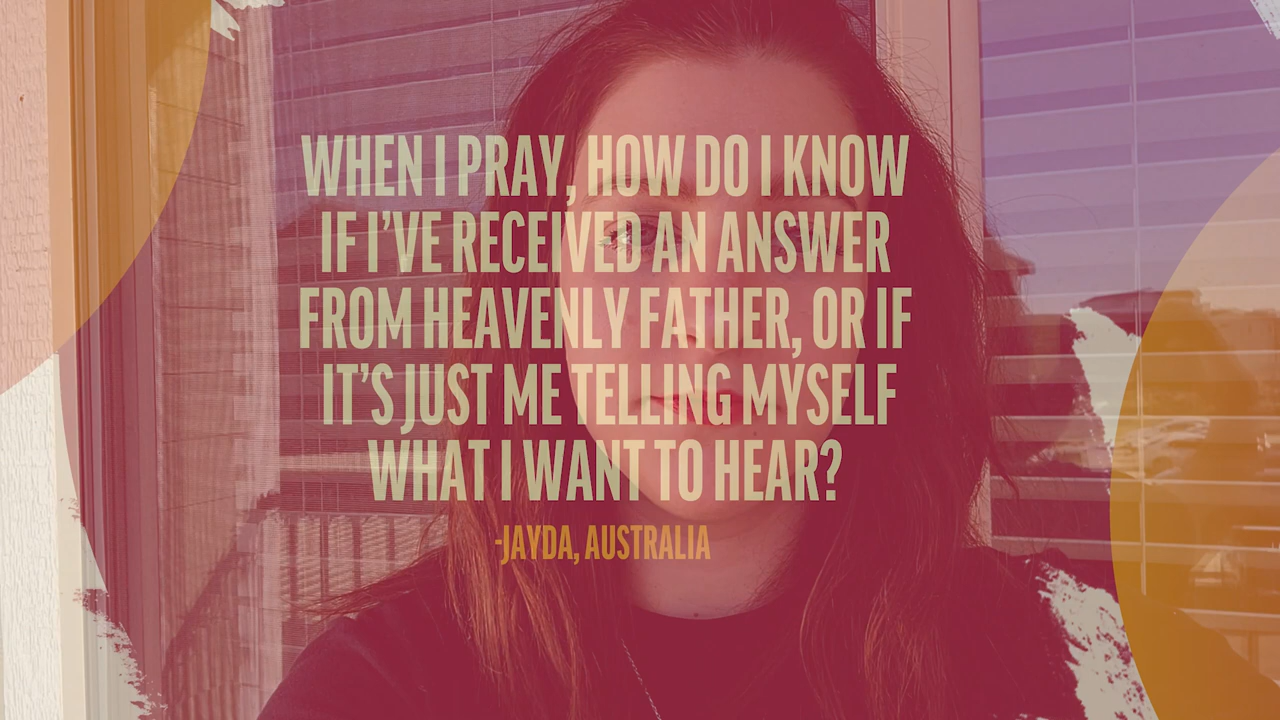 WHEN I PRAY, HOW DO I KNOW
IF I'VE RECEIVED AN ANSWER
FROM HEAVENLY FATHER, OR IF
IT'S JUST ME TELLING MYSELF
WHAT I WANT TO HEAR?
-JAYDA, AUSTRALIA